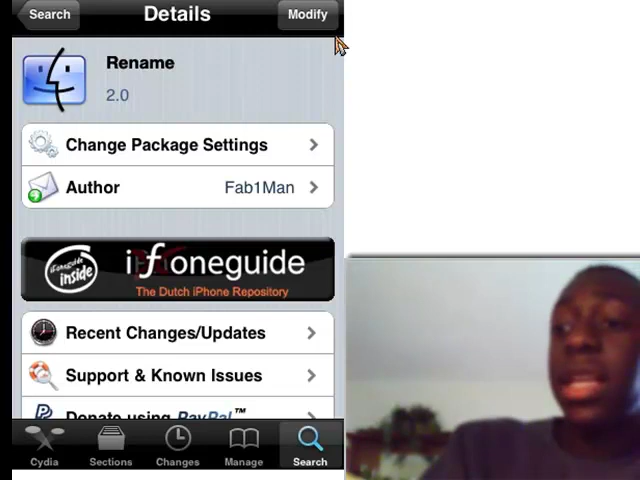 Search
Details
Modify
Rename
2.0
Change Package Settings
Author
Fab1Man
iFoneguide inside
ifoneguide
The Dutch iPhone Repository
Recent Changes/Updates
Support & Known Issues
Donate using PayPal™
Cydia
Sections
Changes
Manage
Search